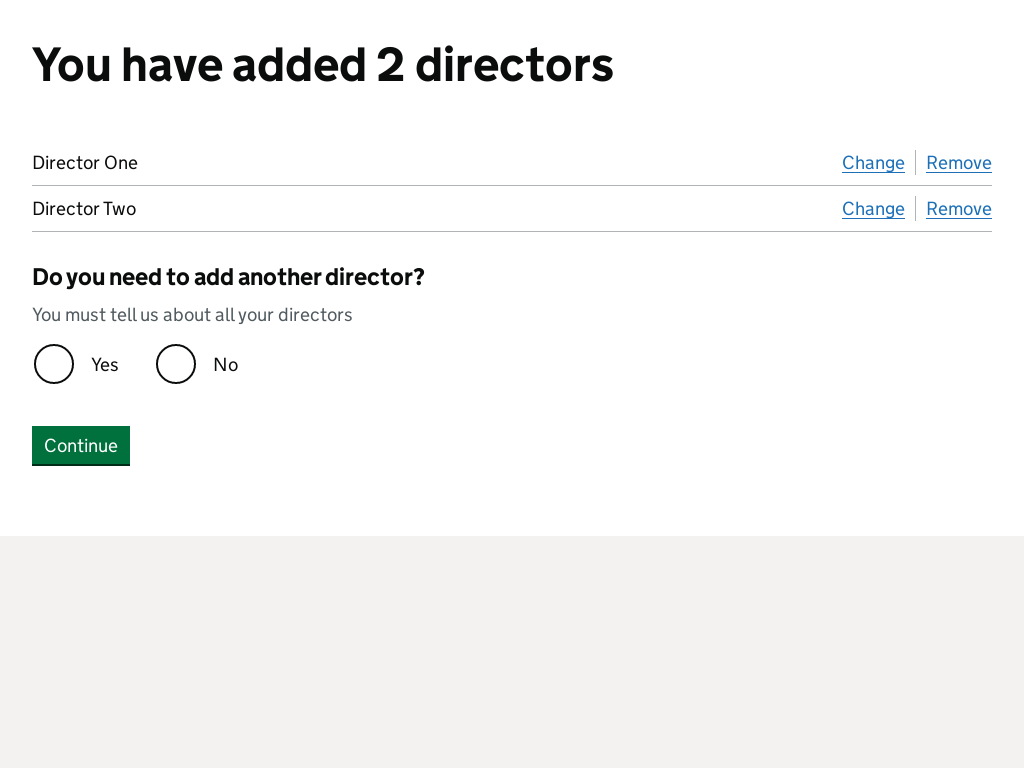 You have added 2 directors
Director One Change Remove
Director Two Change Remove
Do you need to add another director?
You must tell us about all your directors
Yes No
Continue